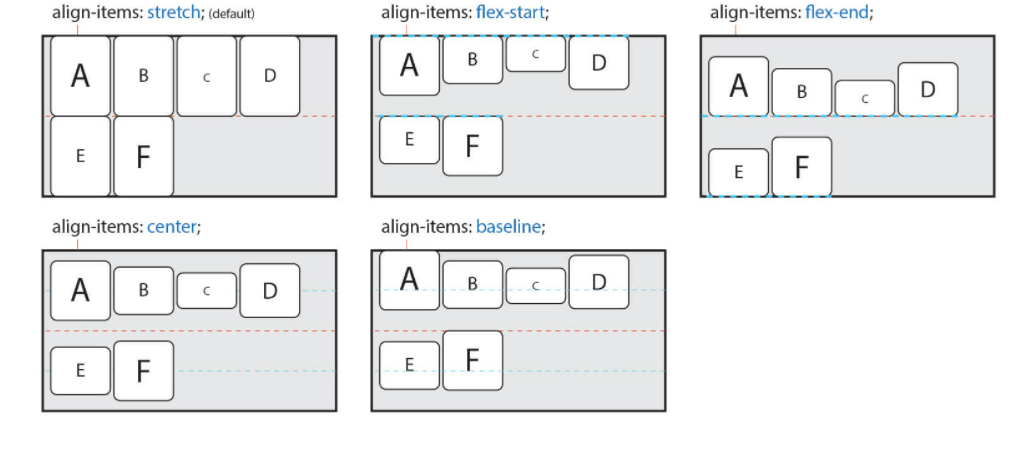 align-items: stretch; (default)
A B c D
E F
align-items: flex-start;
A B c D
E F
align-items: flex-end;
A B c D
E F
align-items: center;
A B c D
E F
align-items: baseline;
A B c D
E F